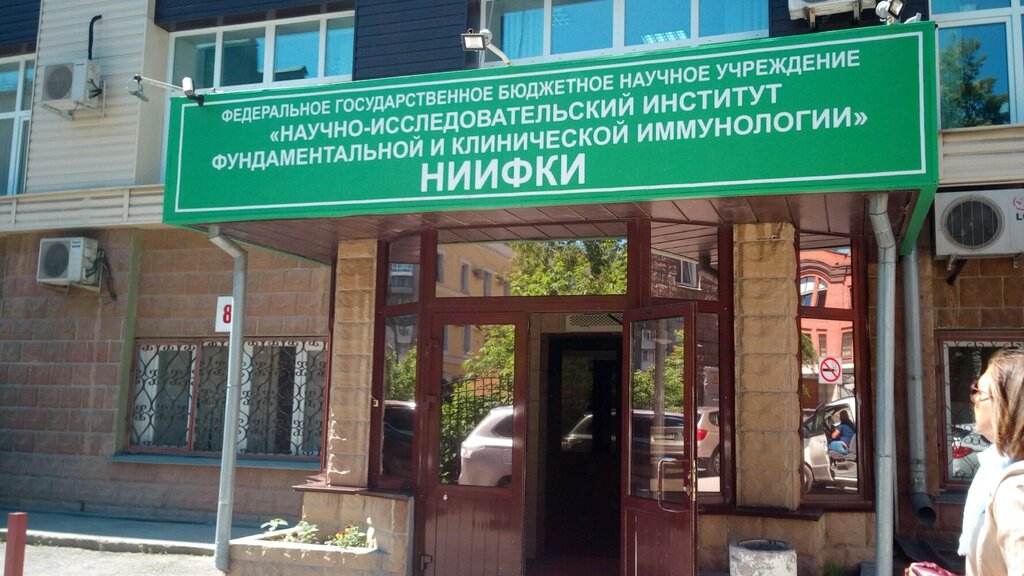 ФЕДЕРАЛЬНОЕ ГОСУДАРСТВЕННОЕ БЮДЖЕТНОЕ НАУЧНОЕ УЧРЕЖДЕНИЕ
«НАУЧНО-ИССЛЕДОВАТЕЛЬСКИЙ ИНСТИТУТ
ФУНДАМЕНТАЛЬНОЙ И КЛИНИЧЕСКОЙ ИММУНОЛОГИИ»
НИИФКИ
8